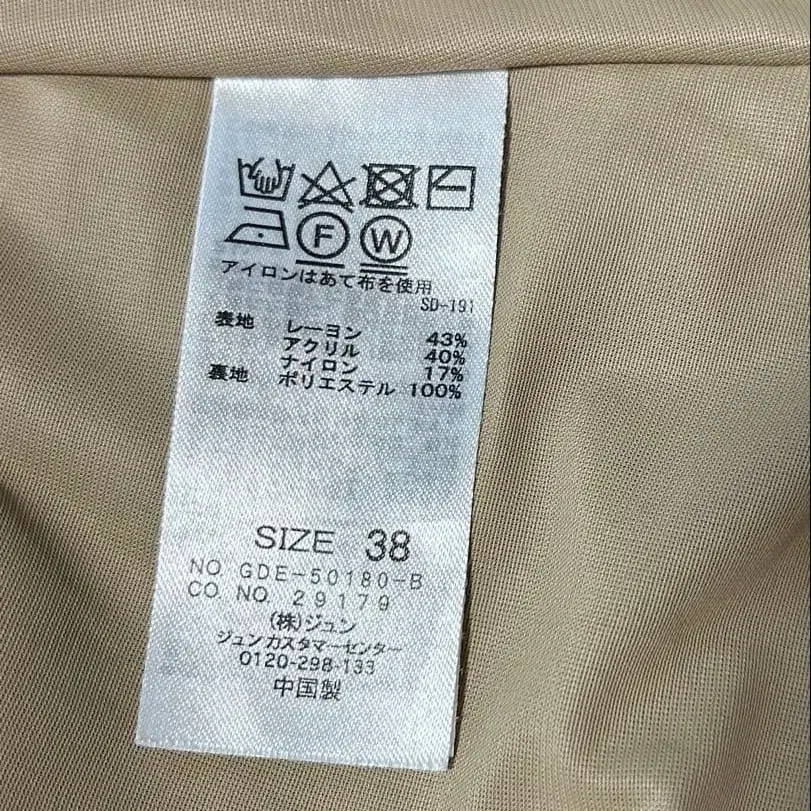 F W
アイロンはあて布を使用
SD-191
表地 レーヨン 43%
アクリル 40%
ナイロン 17%
裏地 ポリエステル 100%
SIZE 38
NO GDE-50180-B
CO. NO. 29179
(株)ジュン
ジュンカスタマーセンター
0120-298-133
中国製